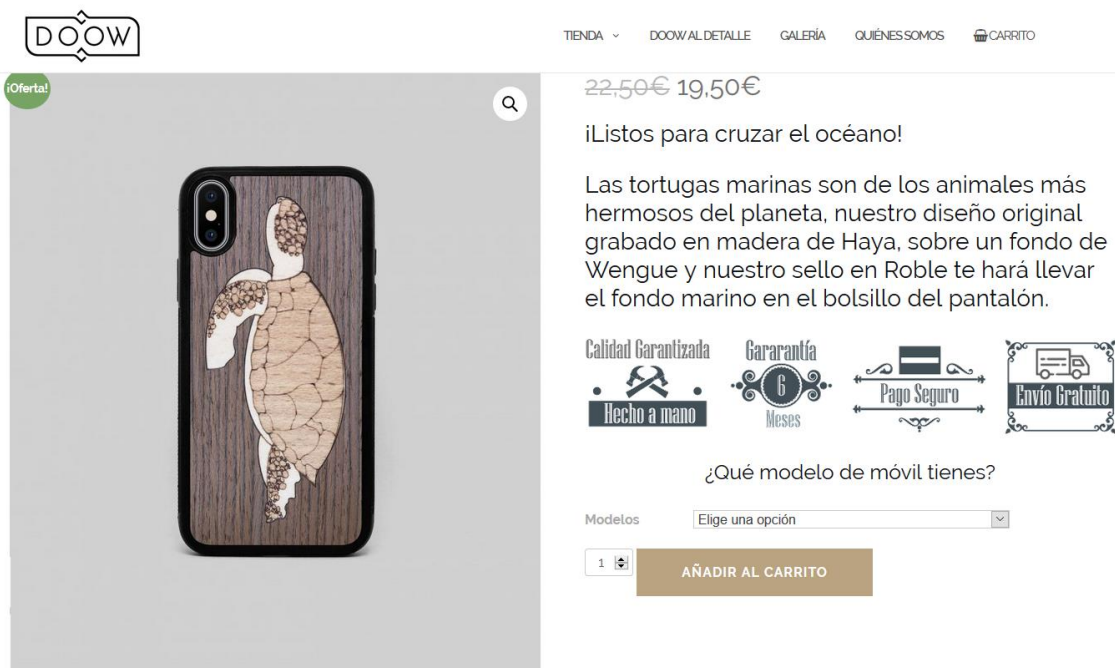 DOOW
TIENDA
DOOW AL DETALLE
GALERÍA
QUIÉNES SOMOS
CARRITO
¡Oferta!
22,50€ 19,50€
¡Listos para cruzar el océano!
Las tortugas marinas son de los animales más
hermosos del planeta, nuestro diseño original
grabado en madera de Haya, sobre un fondo de
Wengue y nuestro sello en Roble te hará llevar
el fondo marino en el bolsillo del pantalón.
Calidad Garantizada
Hecho a mano
Gararantía
6
Meses
Pago Seguro
Envío Gratuito
¿Qué modelo de móvil tienes?
Modelos
Elige una opción
1
AÑADIR AL CARRITO